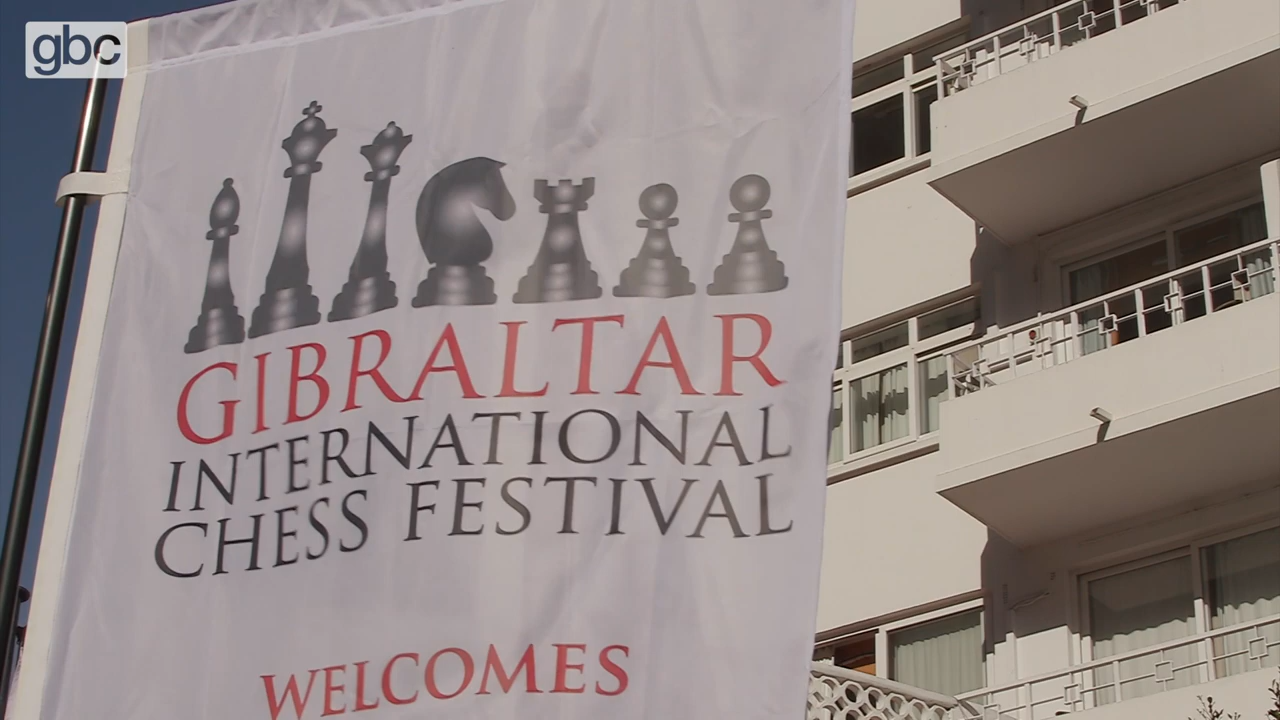 gbc
GIBRALTAR
INTERNATIONAL
CHESS FESTIVAL
WELCOMES